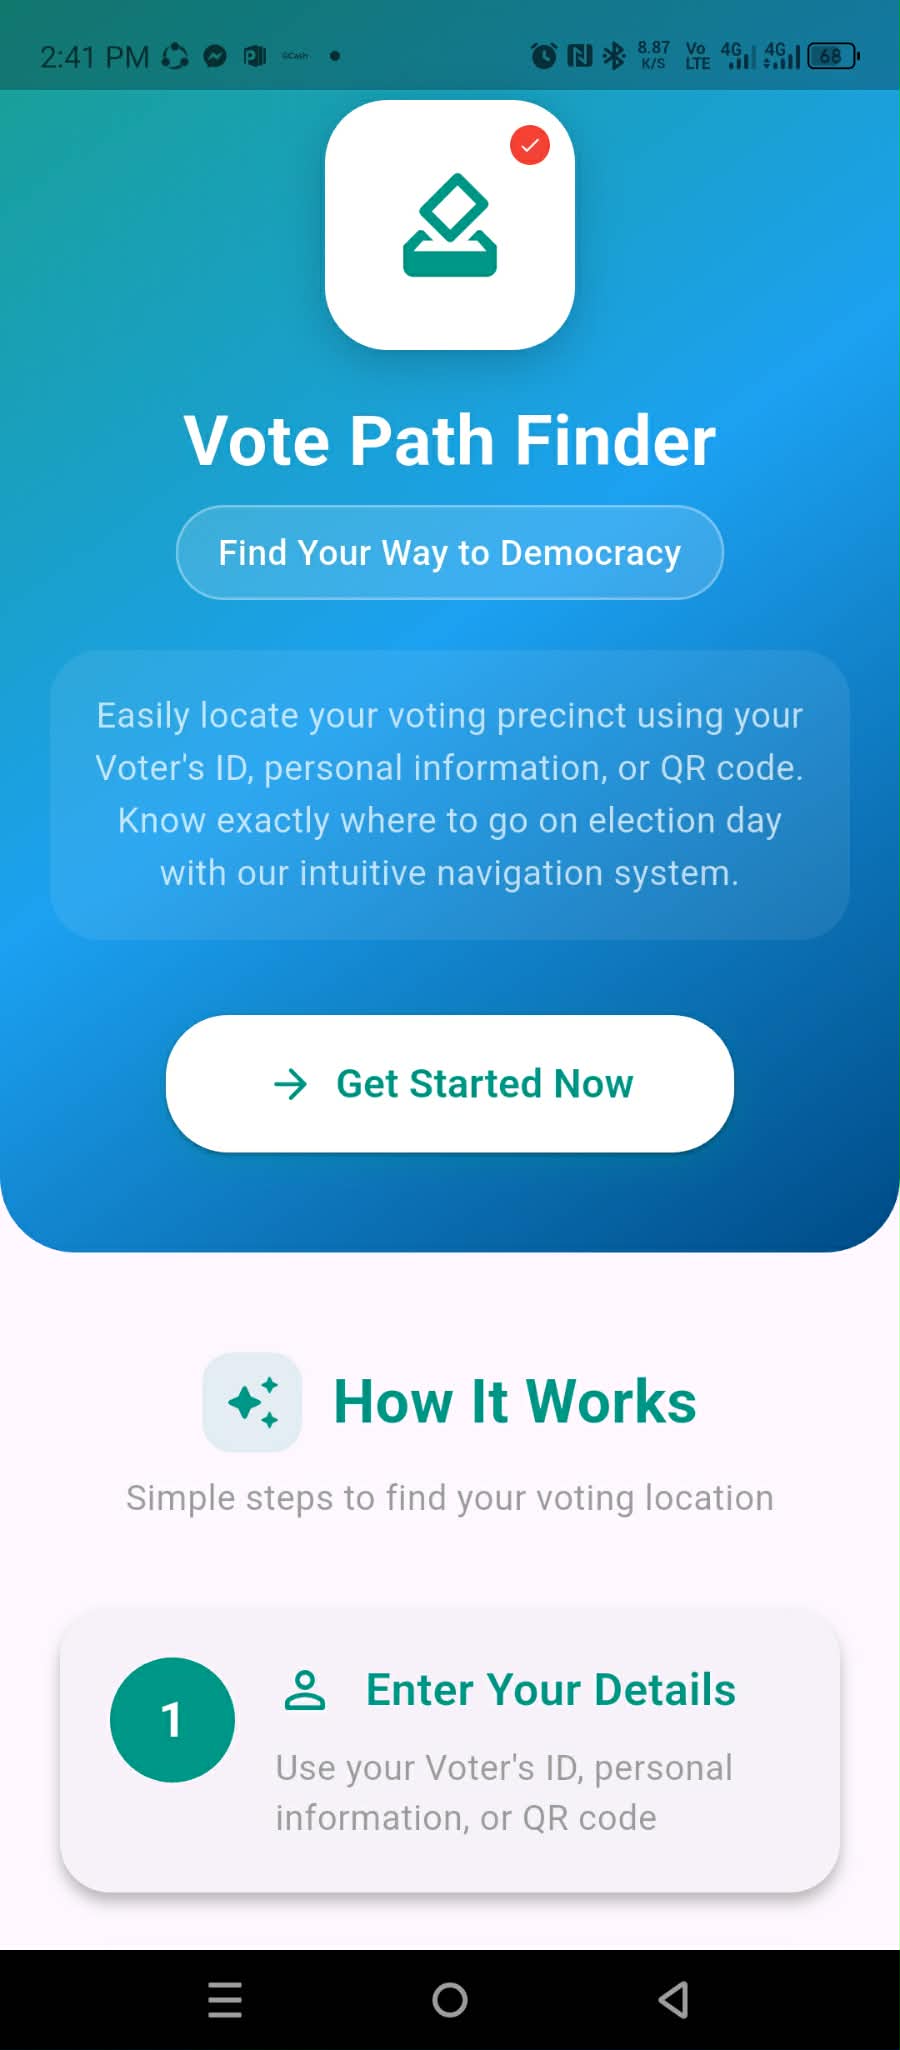 2:41 PM GCash 8.87 K/S Vo LTE 4G 4G 68
Vote Path Finder
Find Your Way to Democracy
Easily locate your voting precinct using your
Voter's ID, personal information, or QR code.
Know exactly where to go on election day
with our intuitive navigation system.
Get Started Now
How It Works
Simple steps to find your voting location
1
Enter Your Details
Use your Voter's ID, personal
information, or QR code